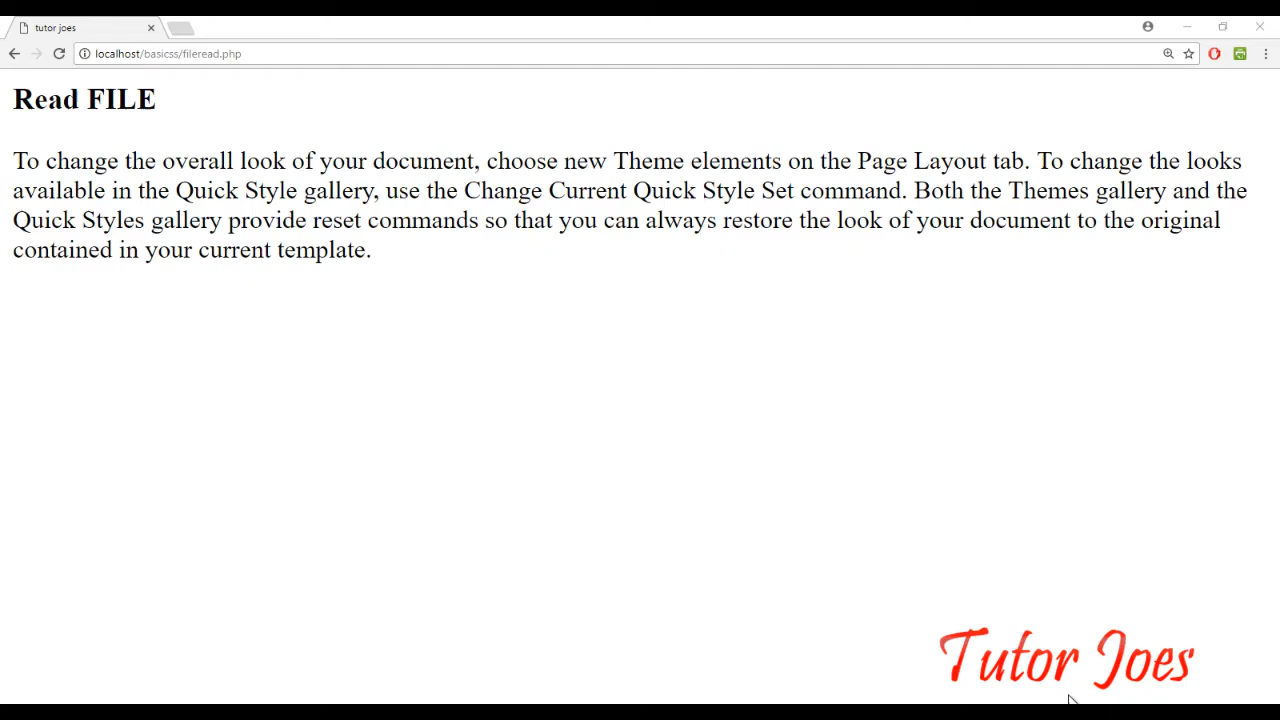 tutor joes
localhost/basicss/fileread.php
Read FILE
To change the overall look of your document, choose new Theme elements on the Page Layout tab. To change the looks
available in the Quick Style gallery, use the Change Current Quick Style Set command. Both the Themes gallery and the
Quick Styles gallery provide reset commands so that you can always restore the look of your document to the original
contained in your current template.
Tutor Joes